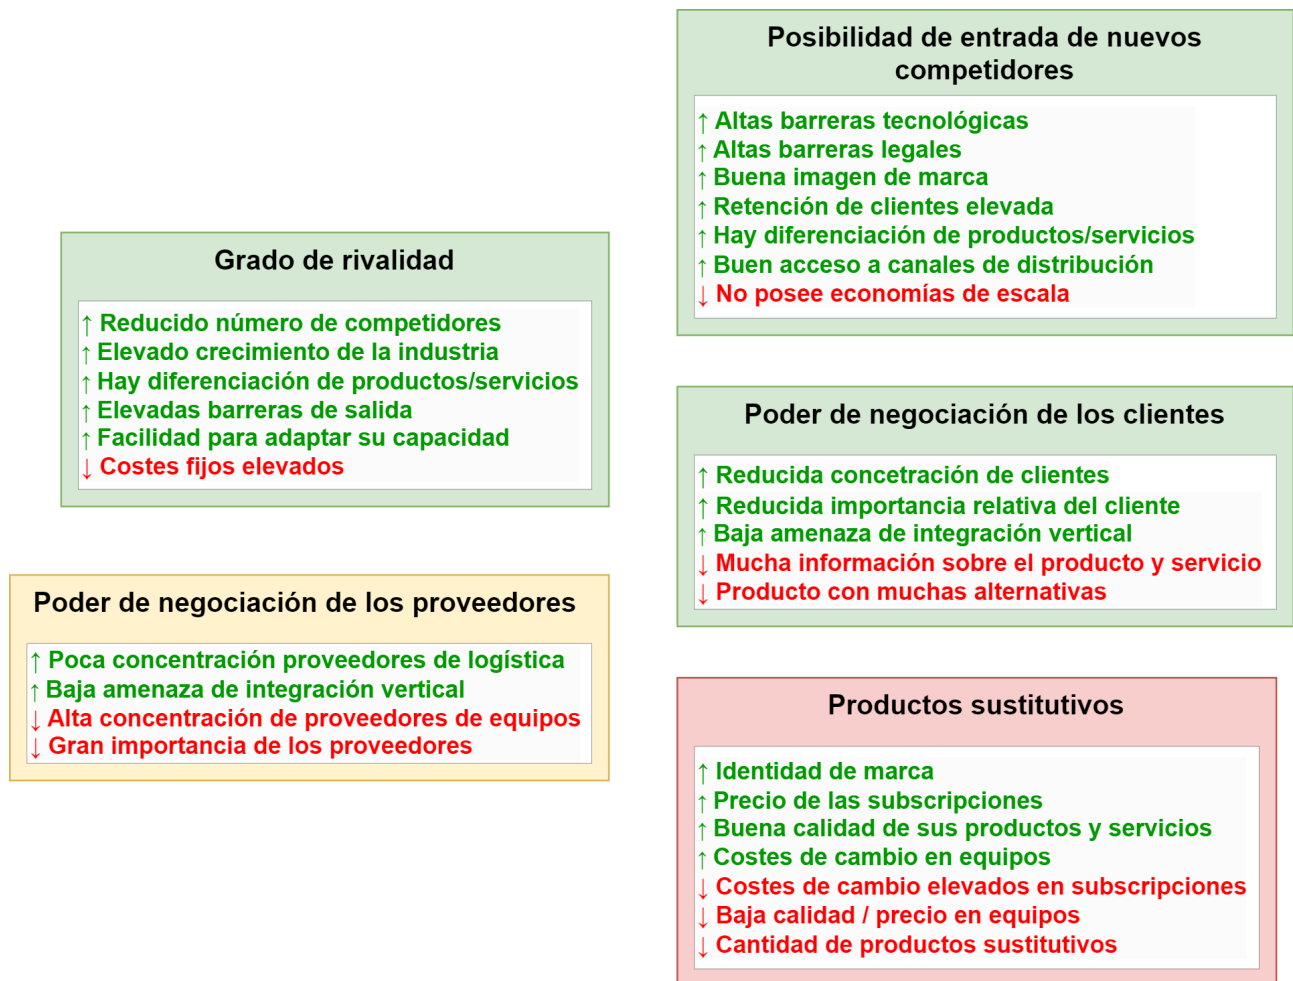 Grado de rivalidad
↑ Reducido número de competidores
↑ Elevado crecimiento de la industria
↑ Hay diferenciación de productos/servicios
↑ Elevadas barreras de salida
↑ Facilidad para adaptar su capacidad
↓ Costes fijos elevados
Poder de negociación de los proveedores
↑ Poca concentración proveedores de logística
↑ Baja amenaza de integración vertical
↓ Alta concentración de proveedores de equipos
↓ Gran importancia de los proveedores
Posibilidad de entrada de nuevos
competidores
↑ Altas barreras tecnológicas
↑ Altas barreras legales
↑ Buena imagen de marca
↑ Retención de clientes elevada
↑ Hay diferenciación de productos/servicios
↑ Buen acceso a canales de distribución
↓ No posee economías de escala
Poder de negociación de los clientes
↑ Reducida concetración de clientes
↑ Reducida importancia relativa del cliente
↑ Baja amenaza de integración vertical
↓ Mucha información sobre el producto y servicio
↓ Producto con muchas alternativas
Productos sustitutivos
↑ Identidad de marca
↑ Precio de las subscripciones
↑ Buena calidad de sus productos y servicios
↑ Costes de cambio en equipos
↓ Costes de cambio elevados en subscripciones
↓ Baja calidad / precio en equipos
↓ Cantidad de productos sustitutivos